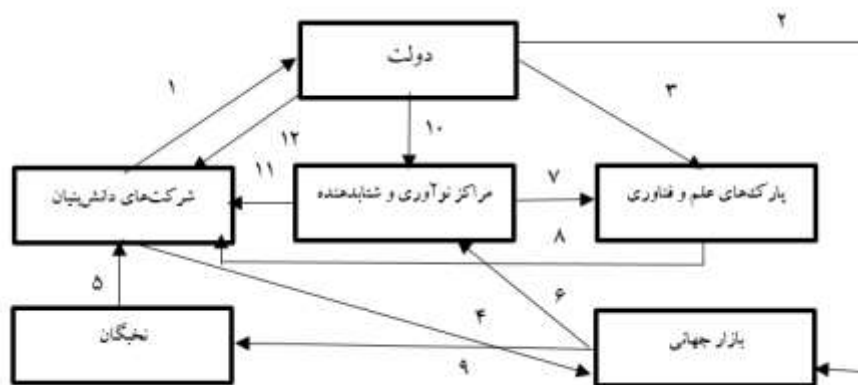 ۲
دولت
۱
۳
۱۲
۱۰
۱۱
شرکت‌های دانش‌بنیان
مراکز نوآوری و شتابدهنده
۷
پارک‌های علم و فناوری
۸
۵
۶
۴
نخبگان
بازار جهانی
۹